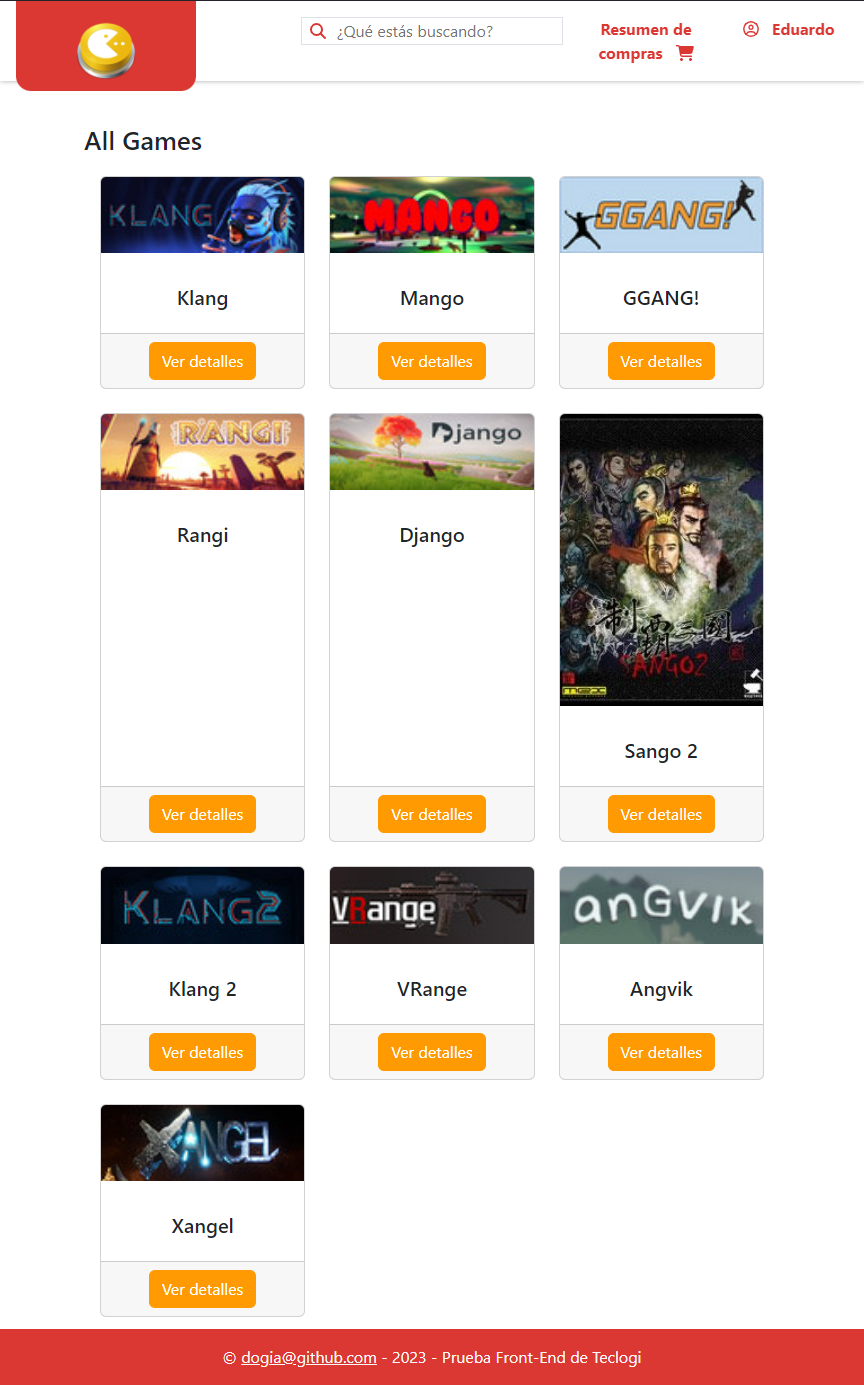 ¿Qué estás buscando?
Resumen de
compras
Eduardo
All Games
KLANG
MANGO
GGANG!
Klang
Mango
GGANG!
Ver detalles
Ver detalles
Ver detalles
RANGI
Django
制霸三國
SANGO2
Rangi
Django
Sango 2
Ver detalles
Ver detalles
Ver detalles
KLANG2
VRange
anGVIK
Klang 2
VRange
Angvik
Ver detalles
Ver detalles
Ver detalles
XANGEL
Xangel
Ver detalles
© dogia@github.com - 2023 - Prueba Front-End de Teclogi